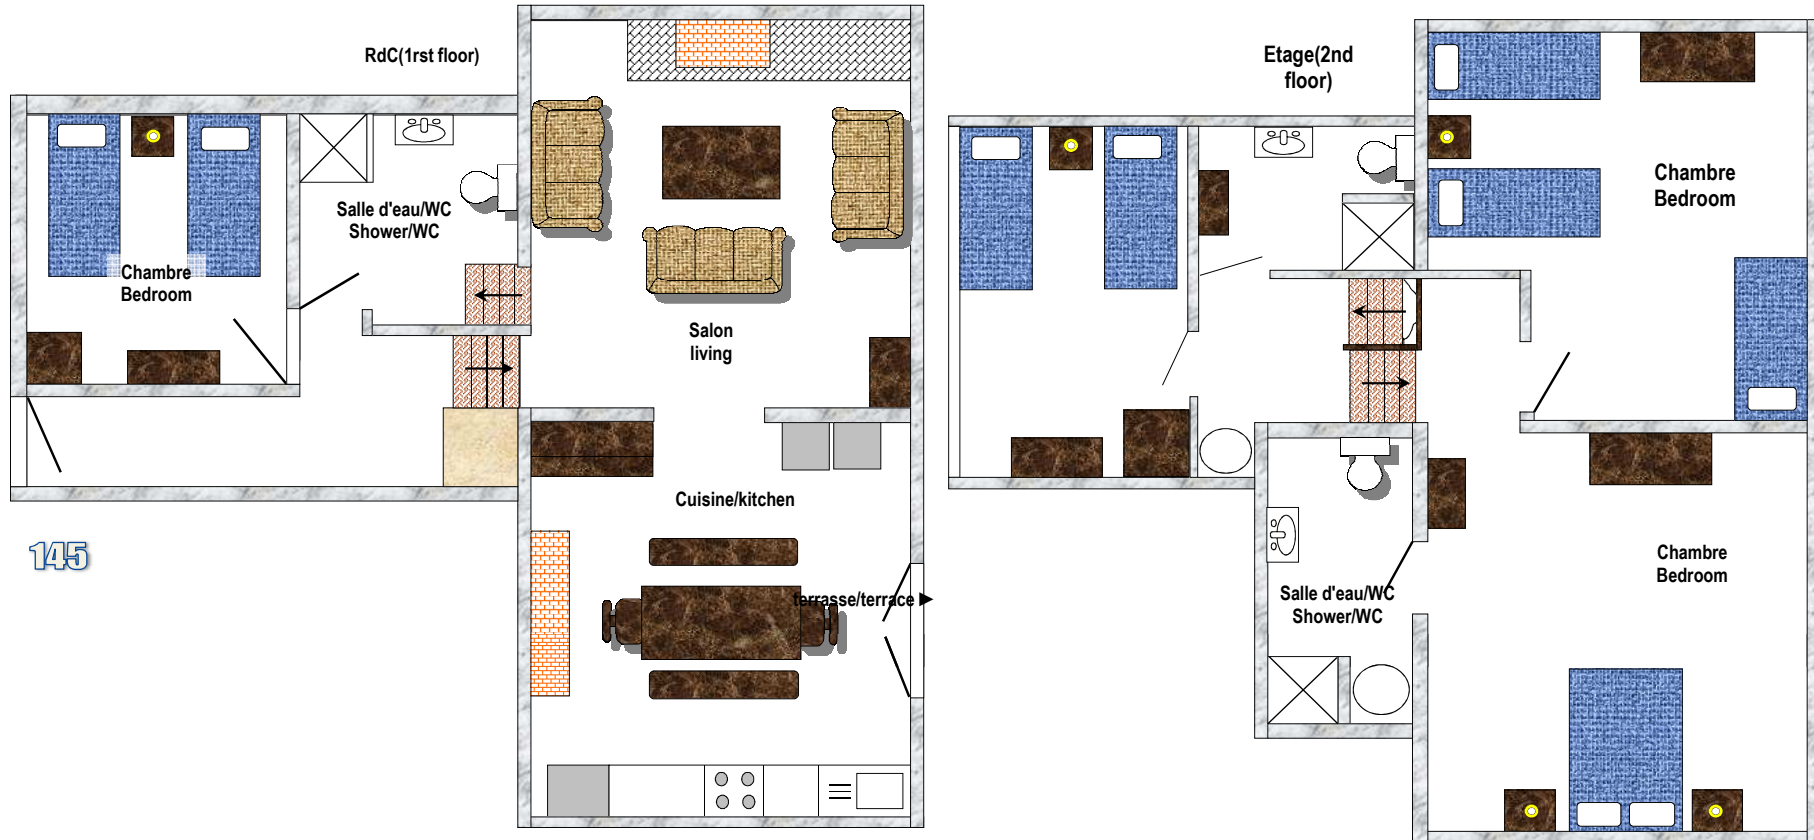 RdC(1rst floor)
Salle d'eau/WC
Shower/WC
Chambre
Bedroom
Salon
living
Cuisine/kitchen
terrasse/terrace
145
Etage(2nd
floor)
Chambre
Bedroom
Chambre
Bedroom
Salle d'eau/WC
Shower/WC